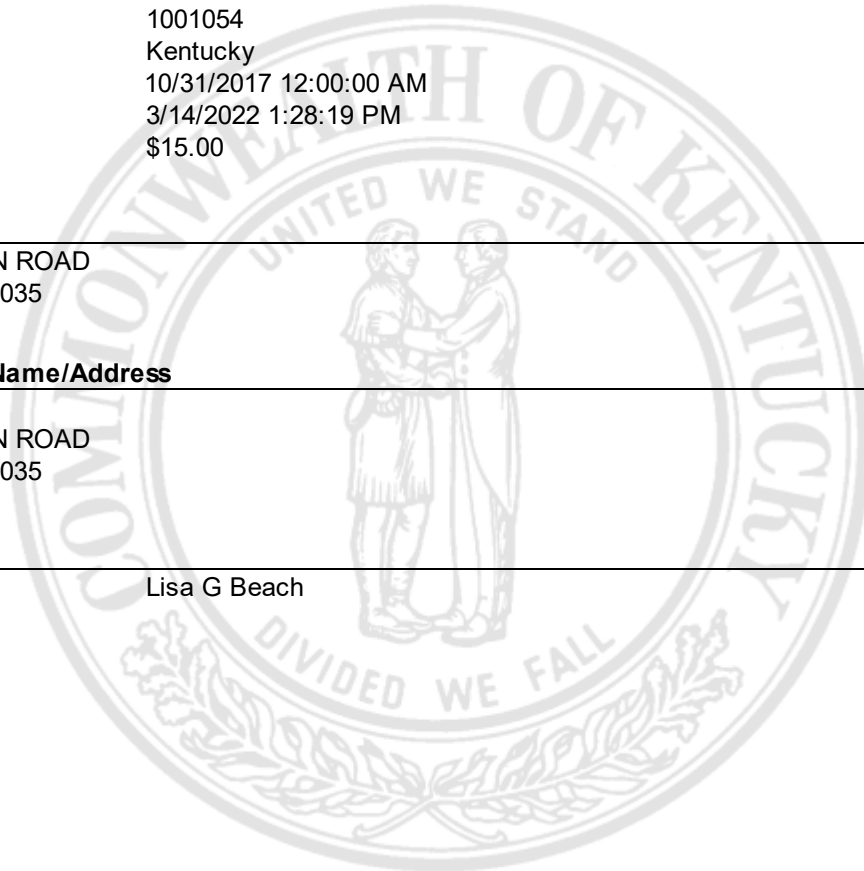 1001054
Kentucky
10/31/2017 12:00:00 AM
3/14/2022 1:28:19 PM
$15.00
N ROAD
035
Name/Address
N ROAD
035
Lisa G Beach
COMMONWEALTH OF KENTUCKY
UNITED WE STAND
DIVIDED WE FALL